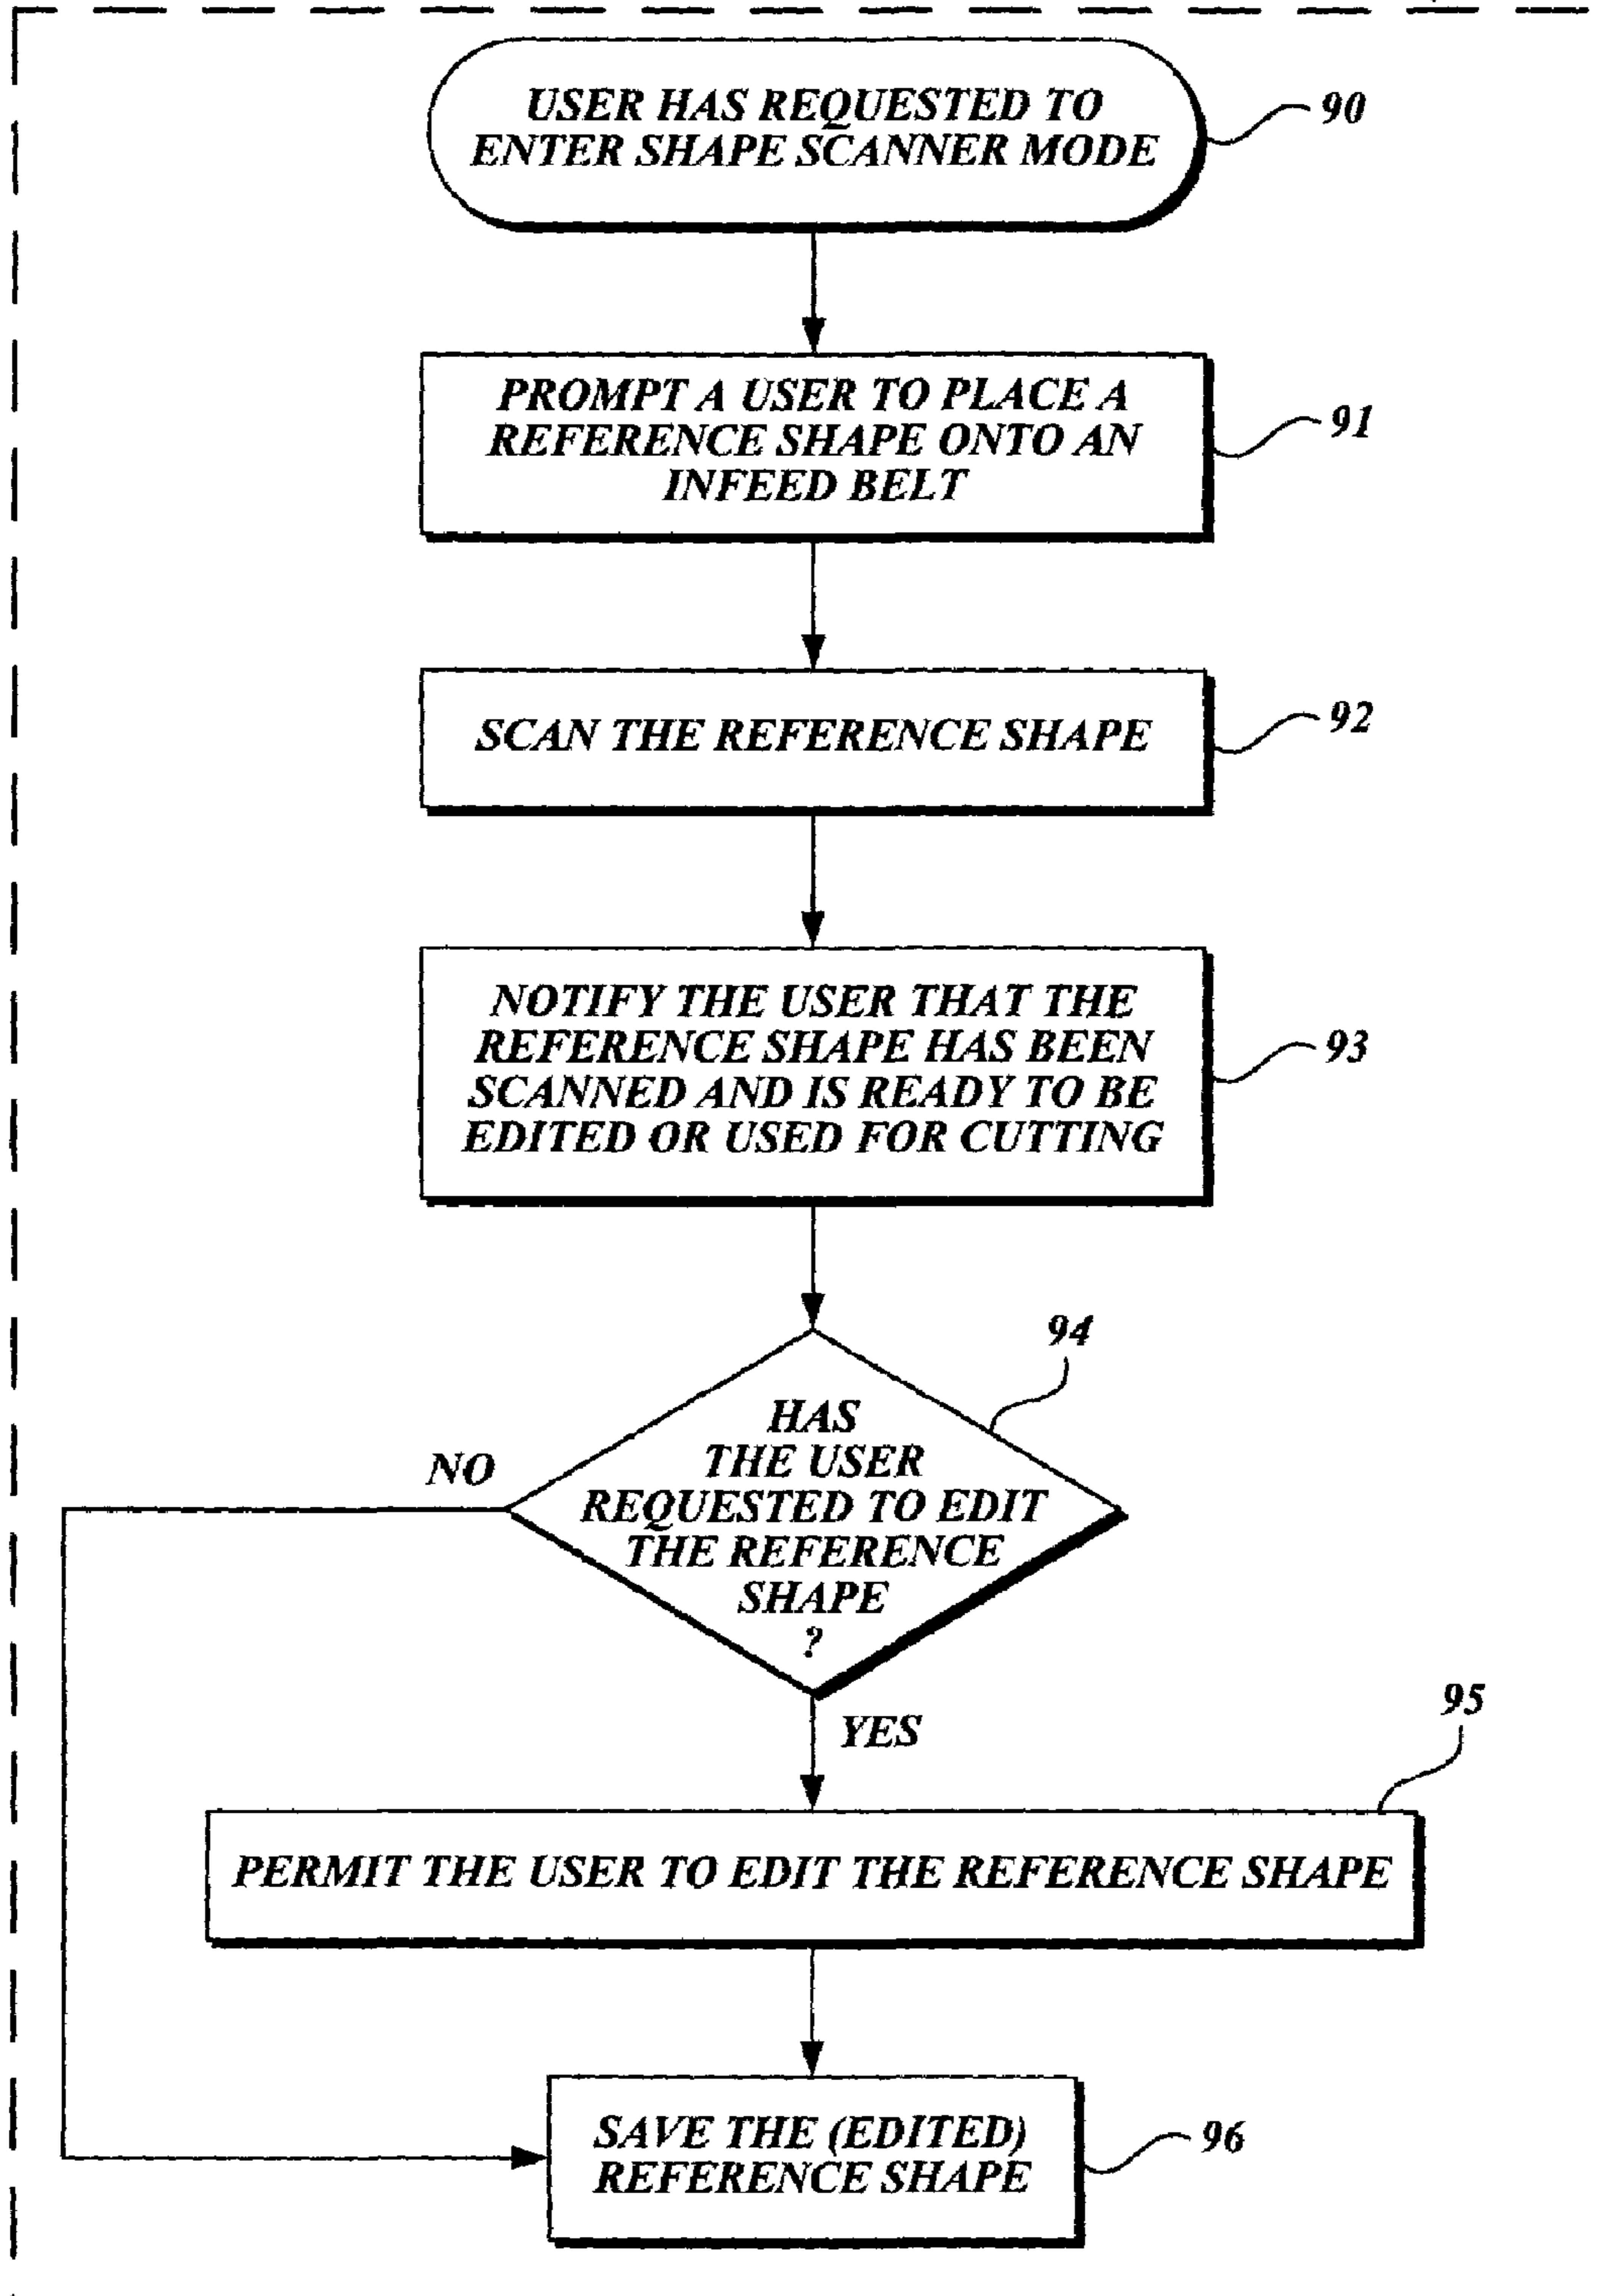 USER HAS REQUESTED TO
ENTER SHAPE SCANNER MODE
90
PROMPT A USER TO PLACE A
REFERENCE SHAPE ONTO AN
INFEED BELT
91
SCAN THE REFERENCE SHAPE
92
NOTIFY THE USER THAT THE
REFERENCE SHAPE HAS BEEN
SCANNED AND IS READY TO BE
EDITED OR USED FOR CUTTING
93
94
HAS
THE USER
REQUESTED TO EDIT
THE REFERENCE
SHAPE
?
NO
YES
95
PERMIT THE USER TO EDIT THE REFERENCE SHAPE
SAVE THE (EDITED)
REFERENCE SHAPE
96